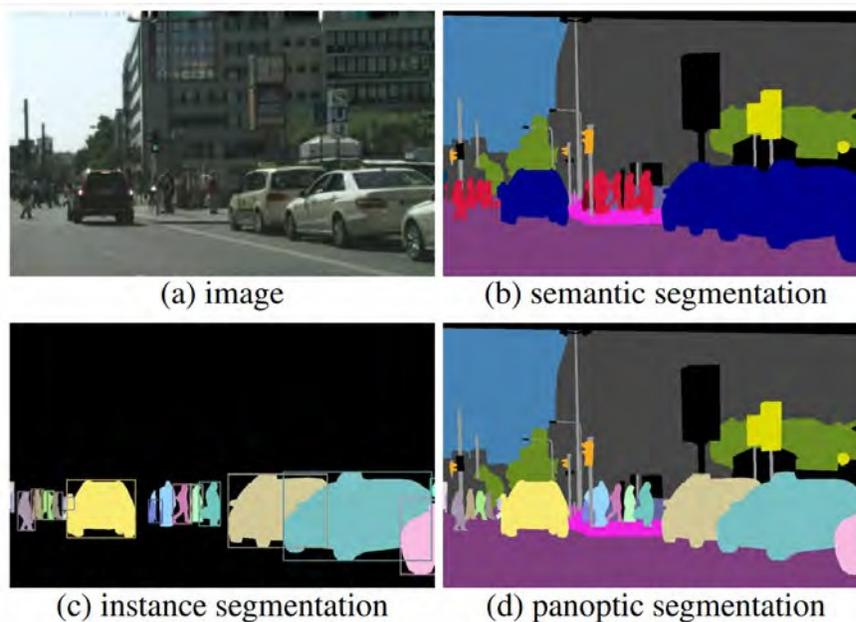 (a) image
(b) semantic segmentation
(c) instance segmentation
(d) panoptic segmentation